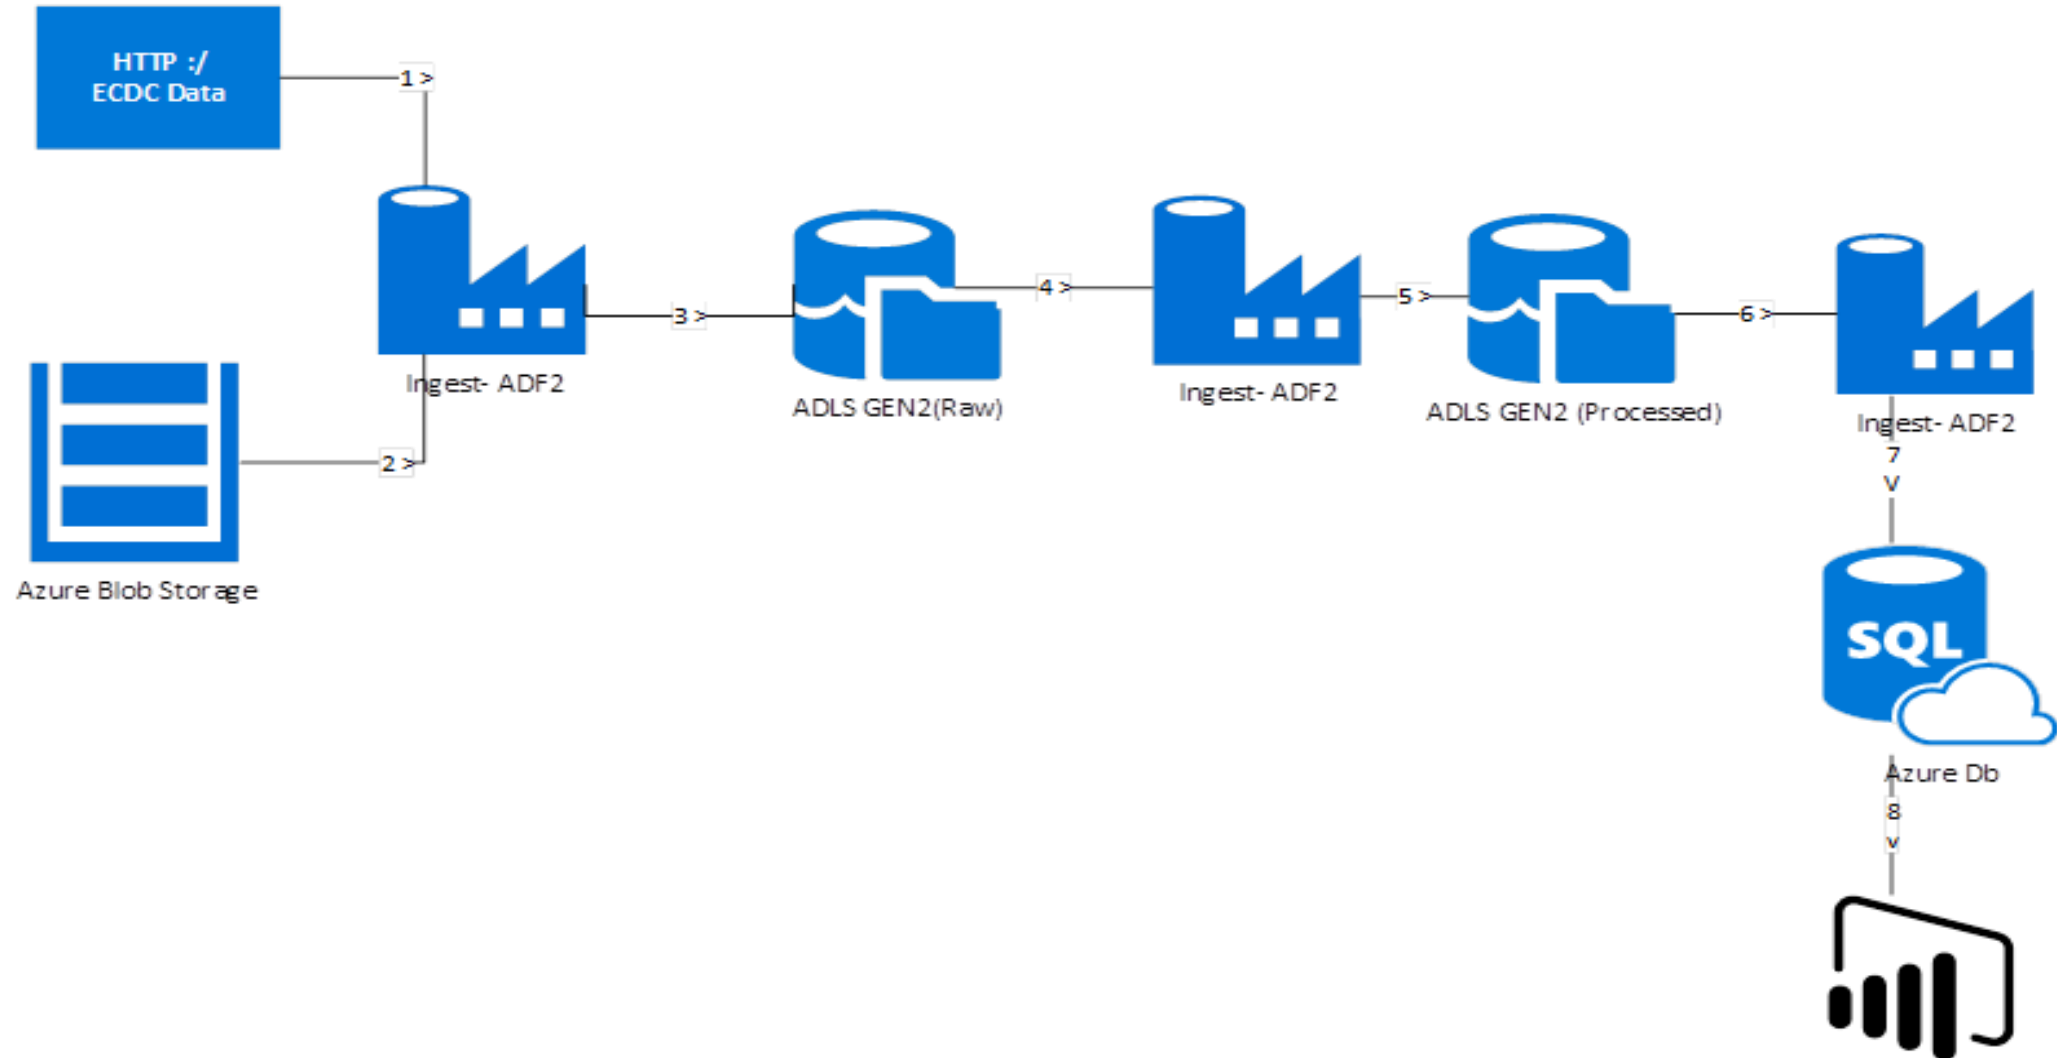 HTTP :/
ECDC Data
1 >
Ingest- ADF2
2 >
Azure Blob Storage
3 >
ADLS GEN2(Raw)
4 >
Ingest- ADF2
5 >
ADLS GEN2 (Processed)
6 >
Ingest- ADF2
7
V
SQL
Azure Db
8
v